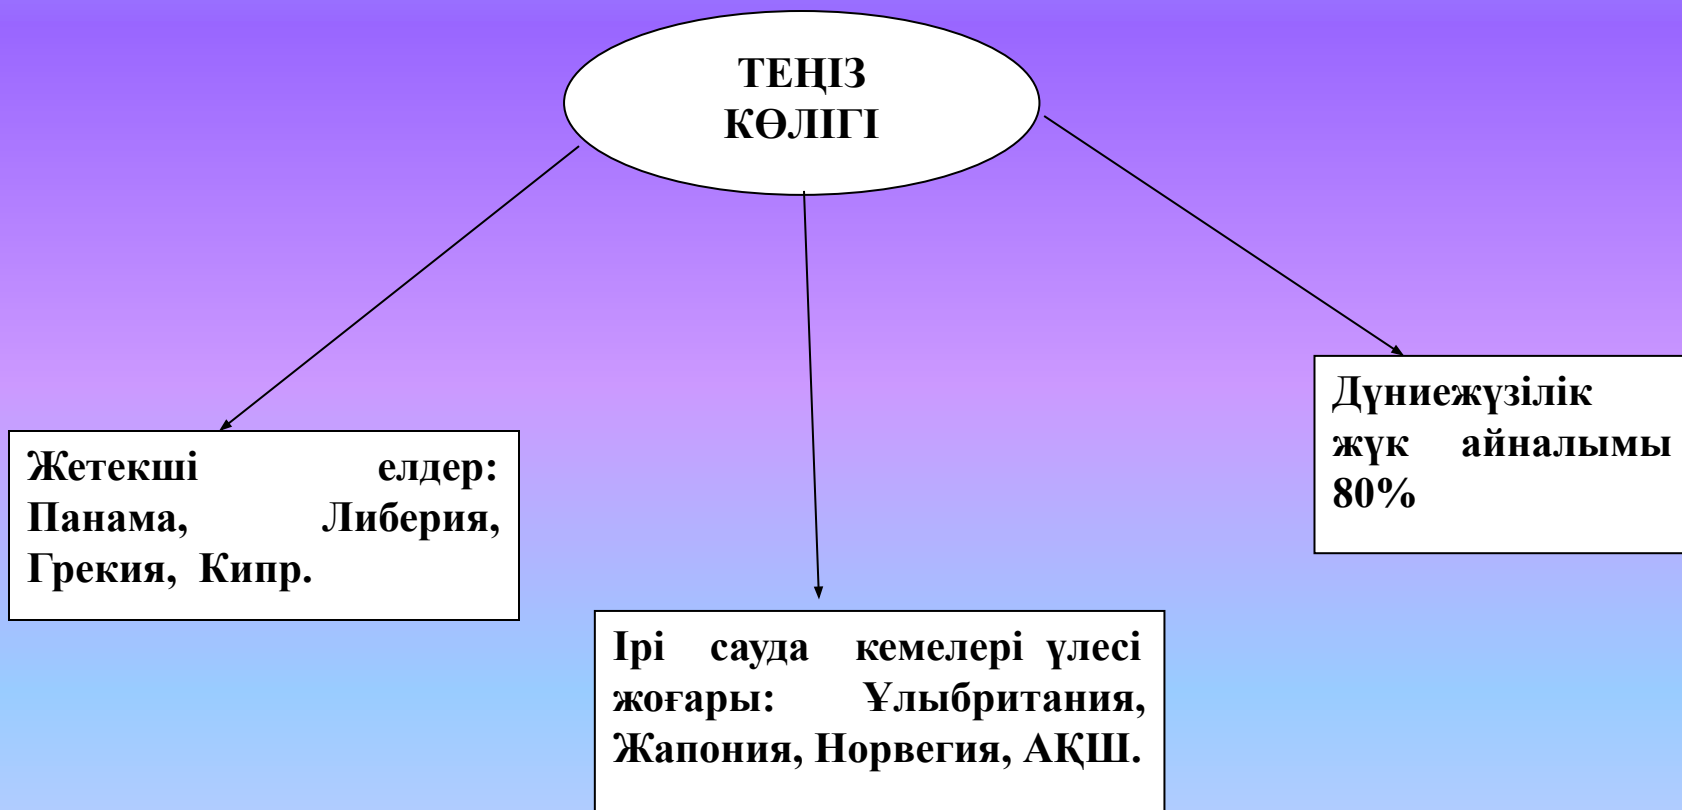 ТЕҢІЗ
КӨЛІГІ
Жетекші елдер:
Панама, Либерия,
Грекия, Кипр.
Ірі сауда кемелері үлесі
жоғары: Ұлыбритания,
Жапония, Норвегия, АҚШ.
Дүниежүзілік
жүк айналымы
80%